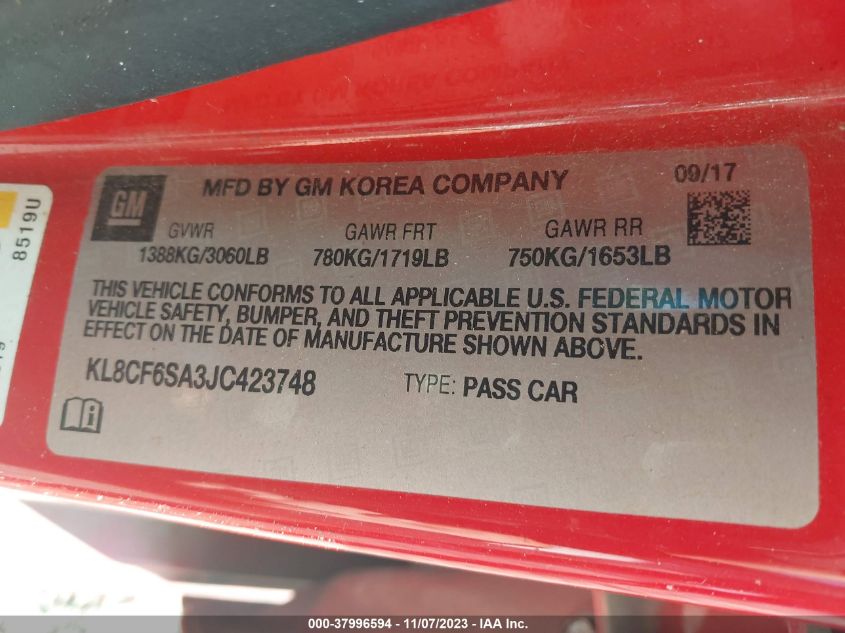 MFD BY GM KOREA COMPANY 09/17
GM
GVWR GAWR FRT GAWR RR
1388KG/3060LB 780KG/1719LB 750KG/1653LB
THIS VEHICLE CONFORMS TO ALL APPLICABLE U.S. FEDERAL MOTOR
VEHICLE SAFETY, BUMPER, AND THEFT PREVENTION STANDARDS IN
EFFECT ON THE DATE OF MANUFACTURE SHOWN ABOVE.
KL8CF6SA3JC423748 TYPE: PASS CAR
8519U
000-37996594 - 11/07/2023 - IAA Inc.